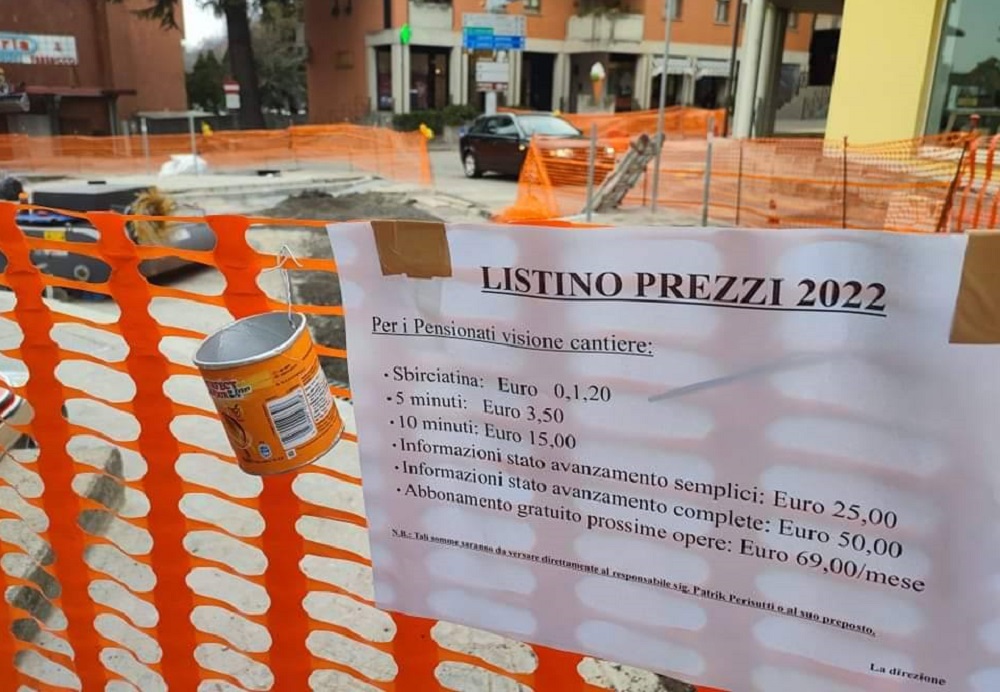 LISTINO PREZZI 2022
Per i Pensionati visione cantiere:
· Sbirciatina: Euro 0,1,20
· 5 minuti: Euro 3,50
· 10 minuti: Euro 15,00
· Informazioni stato avanzamento semplici: Euro 25,00
· Informazioni stato avanzamento complete: Euro 50,00
· Abbonamento gratuito prossime opere: Euro 69,00/mese
N.B.: Tali somme saranno da versare direttamente al responsabile sig. Patrik Perisutti o al suo preposto.
La direzione